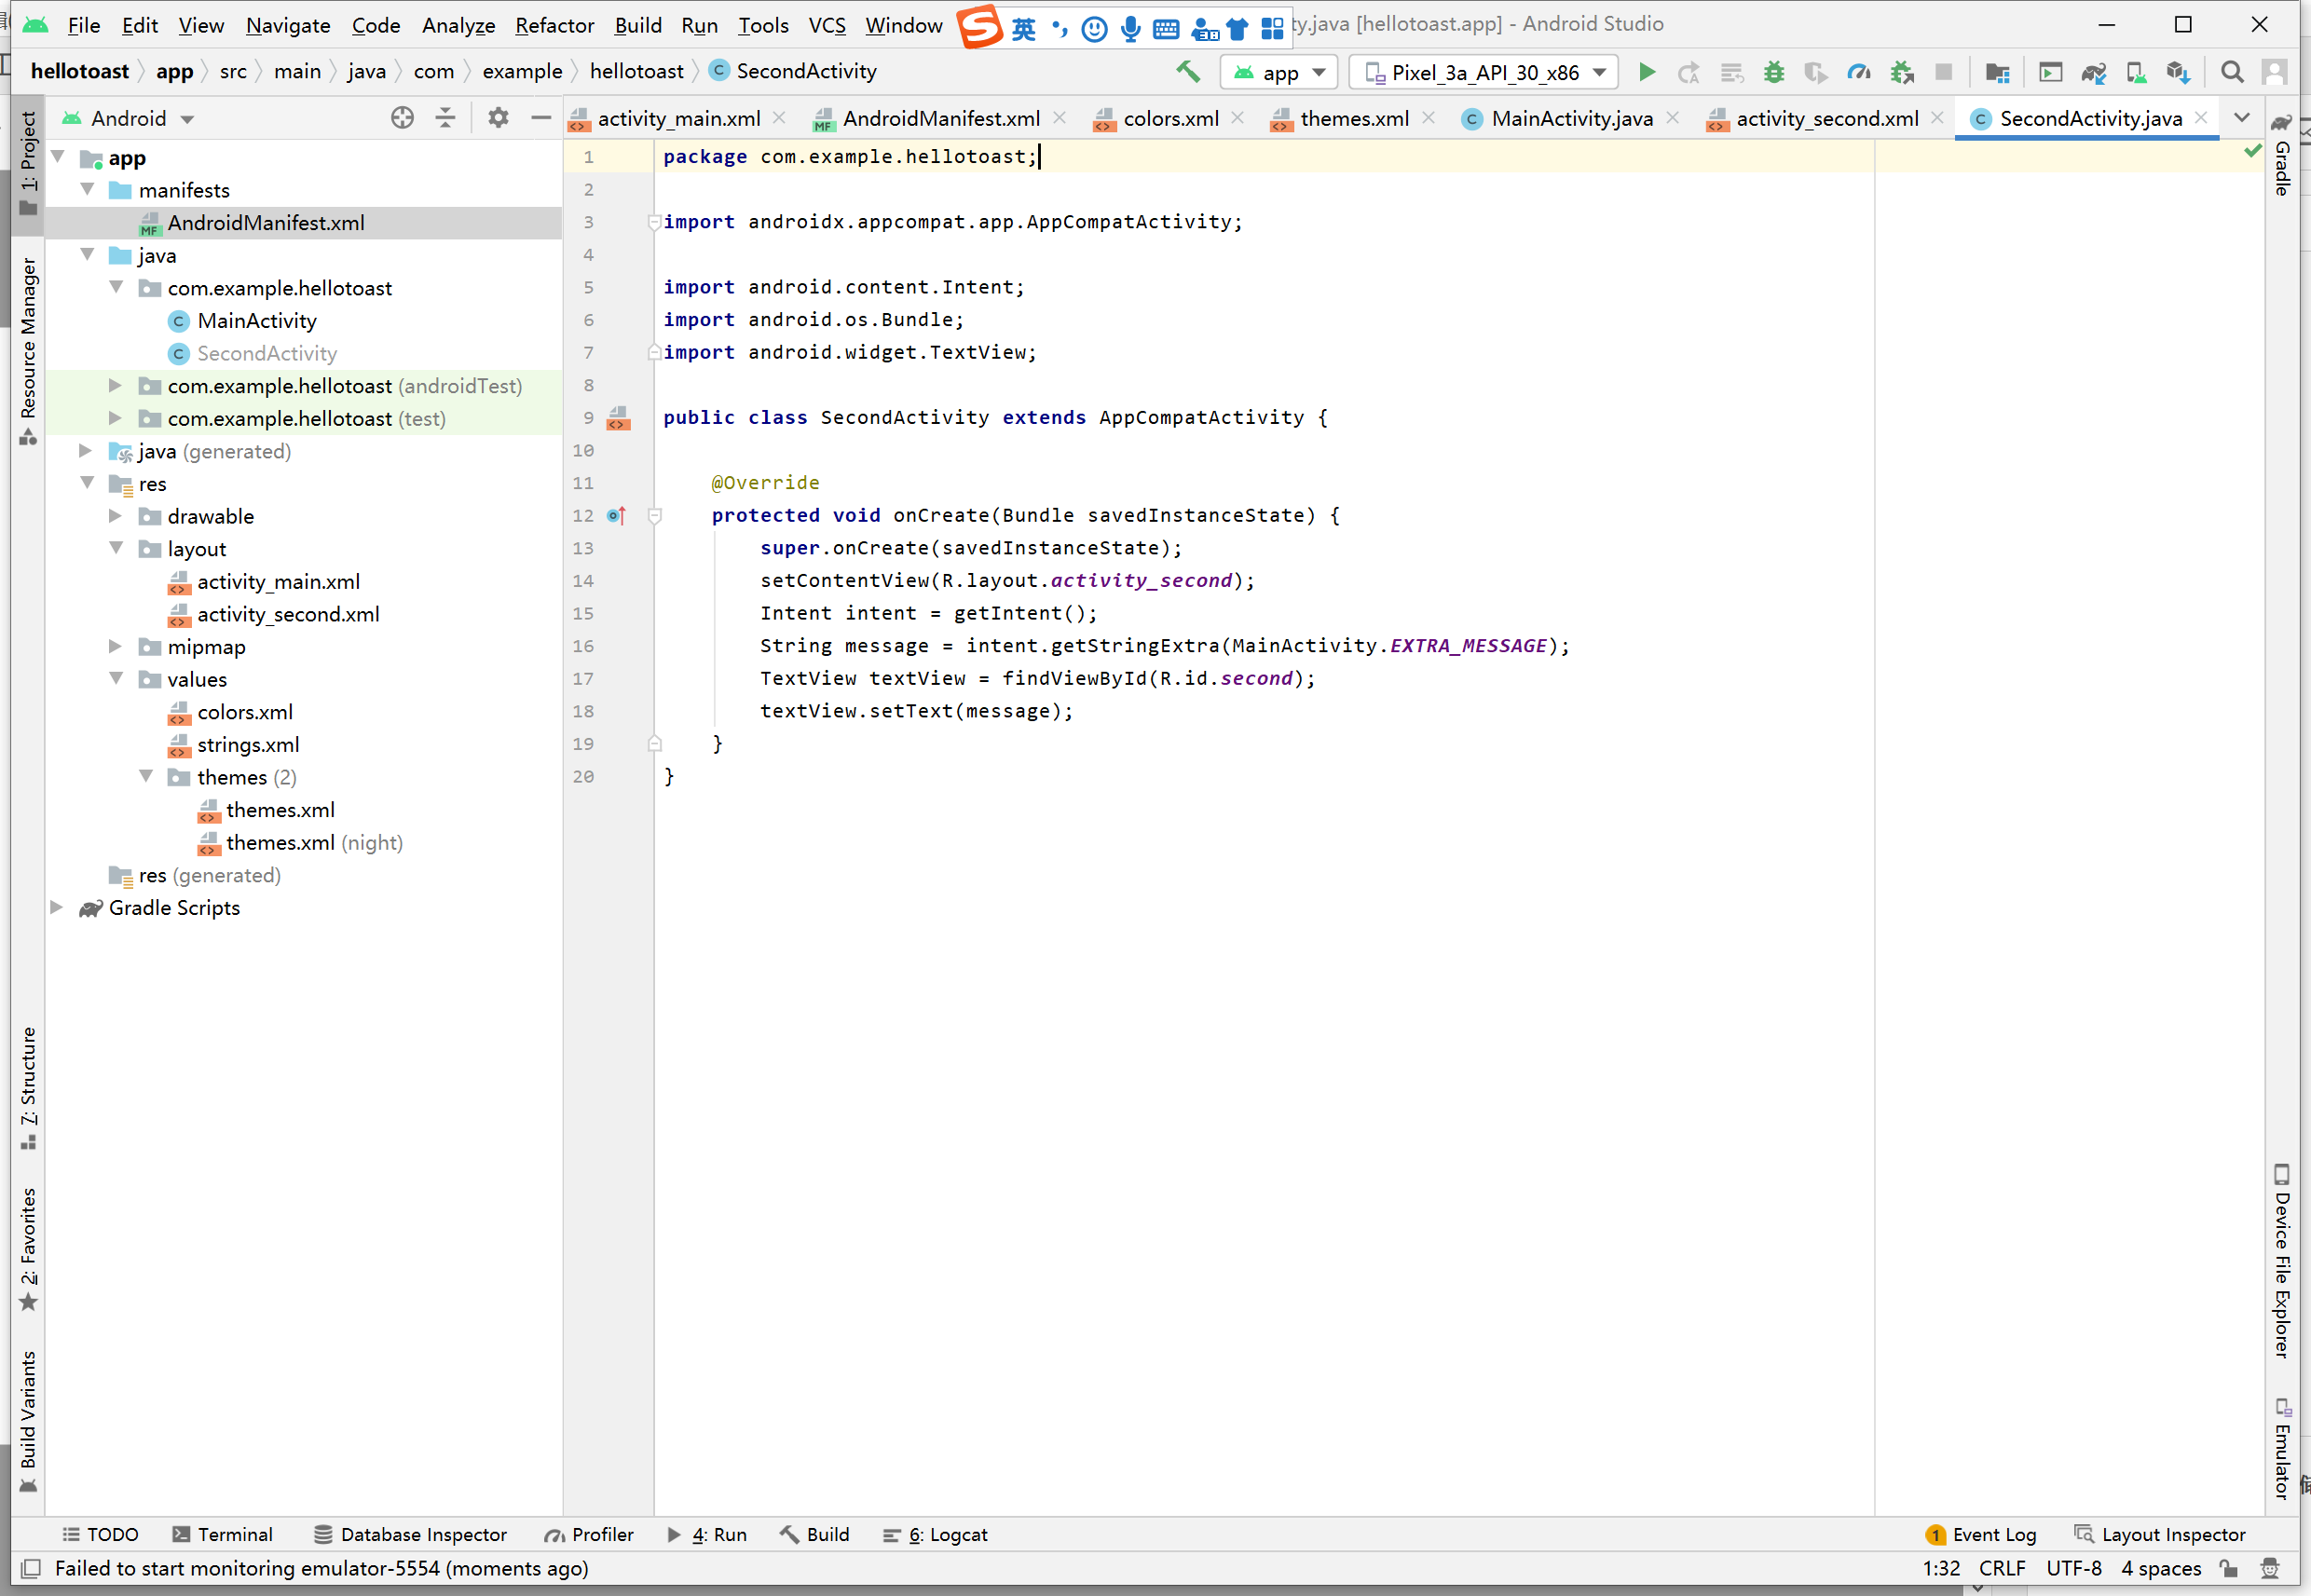 File Edit View Navigate Code Analyze Refactor Build Run Tools VCS Window 英 ty.java [hellotoast.app] - Android Studio
hellotoast app src main java com example hellotoast SecondActivity app Pixel_3a_API_30_x86
Android activity_main.xml AndroidManifest.xml colors.xml themes.xml MainActivity.java activity_second.xml SecondActivity.java
1: Project
Resource Manager
7: Structure
2: Favorites
Build Variants
app
manifests
AndroidManifest.xml
java
com.example.hellotoast
MainActivity
SecondActivity
com.example.hellotoast (androidTest)
com.example.hellotoast (test)
java (generated)
res
drawable
layout
activity_main.xml
activity_second.xml
mipmap
values
colors.xml
strings.xml
themes (2)
themes.xml
themes.xml (night)
res (generated)
Gradle Scripts
1 package com.example.hellotoast;
2
3 import androidx.appcompat.app.AppCompatActivity;
4
5 import android.content.Intent;
6 import android.os.Bundle;
7 import android.widget.TextView;
8
9 public class SecondActivity extends AppCompatActivity {
10
11 @Override
12 protected void onCreate(Bundle savedInstanceState) {
13 super.onCreate(savedInstanceState);
14 setContentView(R.layout.activity_second);
15 Intent intent = getIntent();
16 String message = intent.getStringExtra(MainActivity.EXTRA_MESSAGE);
17 TextView textView = findViewById(R.id.second);
18 textView.setText(message);
19 }
20 }
Gradle
Device File Explorer
Emulator
TODO Terminal Database Inspector Profiler 4: Run Build 6: Logcat 1 Event Log Layout Inspector
Failed to start monitoring emulator-5554 (moments ago) 1:32 CRLF UTF-8 4 spaces